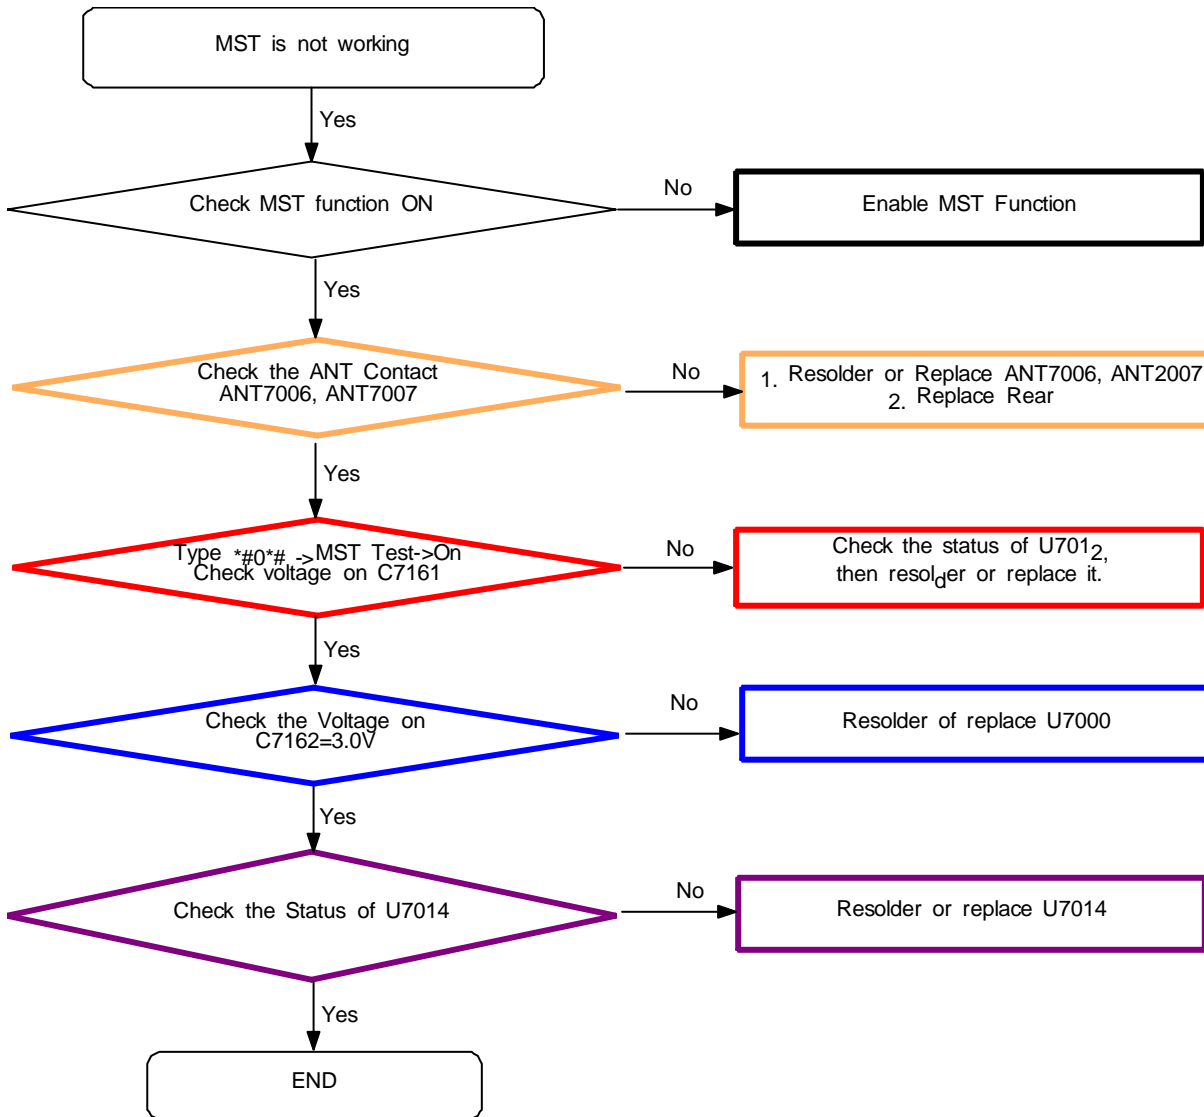 MST is not working
Yes
Check MST function ON
No
Enable MST Function
Yes
Check the ANT Contact
ANT7006, ANT7007
No
1. Resolder or Replace ANT7006, ANT2007
2. Replace Rear
Yes
Type *#0*# ->MST Test->On
Check voltage on C7161
No
Check the status of U7012,
then resolder or replace it.
Yes
Check the Voltage on
C7162=3.0V
No
Resolder of replace U7000
Yes
Check the Status of U7014
No
Resolder or replace U7014
Yes
END